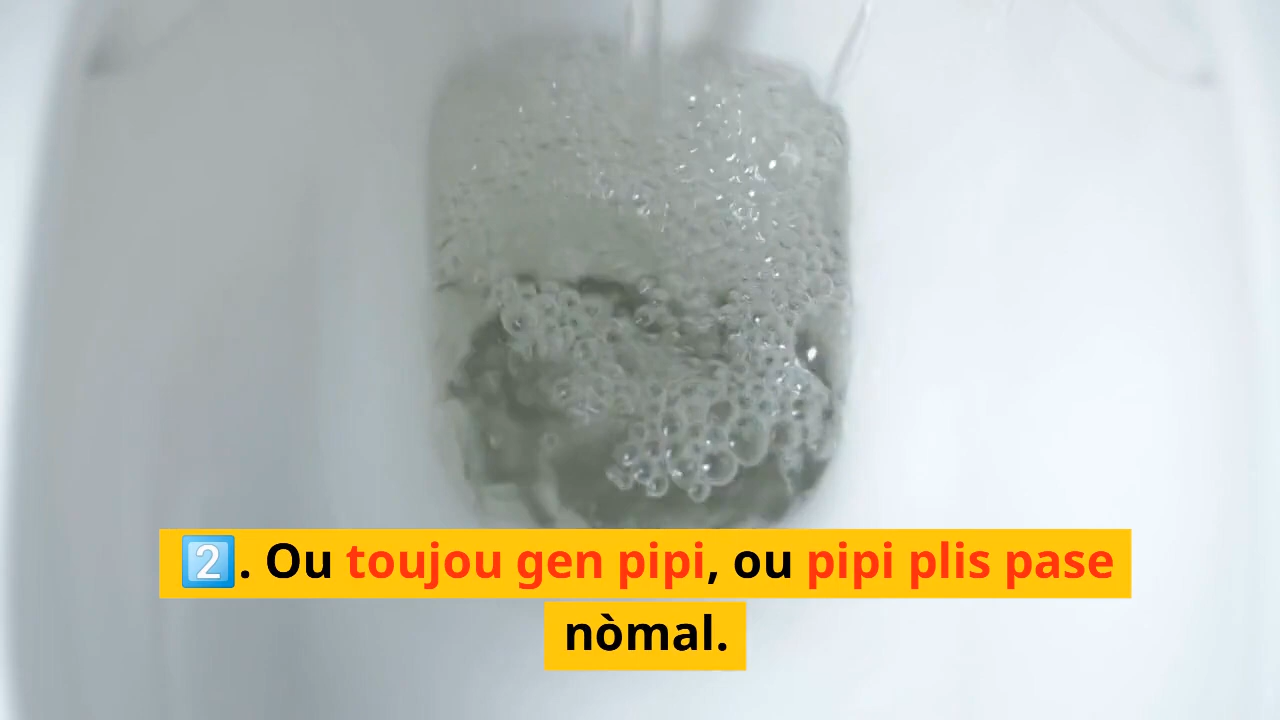 2️⃣. Ou toujou gen pipi, ou pipi plis pase
nòmal.